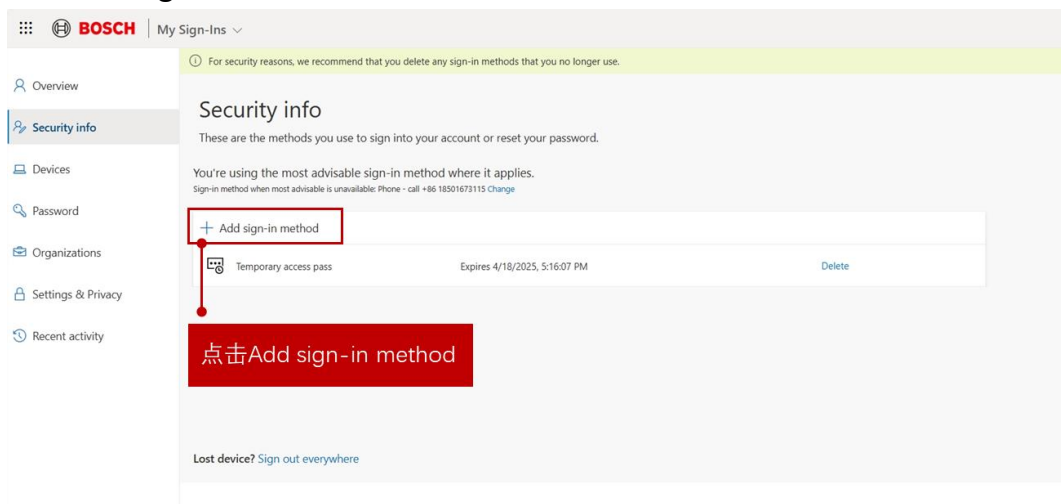 BOSCH My Sign-Ins
For security reasons, we recommend that you delete any sign-in methods that you no longer use.
Overview
Security info
Devices
Password
Organizations
Settings & Privacy
Recent activity
Security info
These are the methods you use to sign into your account or reset your password.
You're using the most advisable sign-in method where it applies.
Sign-in method when most advisable is unavailable: Phone - call +86 18501673115 Change
+ Add sign-in method
Temporary access pass Expires 4/18/2025, 5:16:07 PM Delete
点击Add sign-in method
Lost device? Sign out everywhere